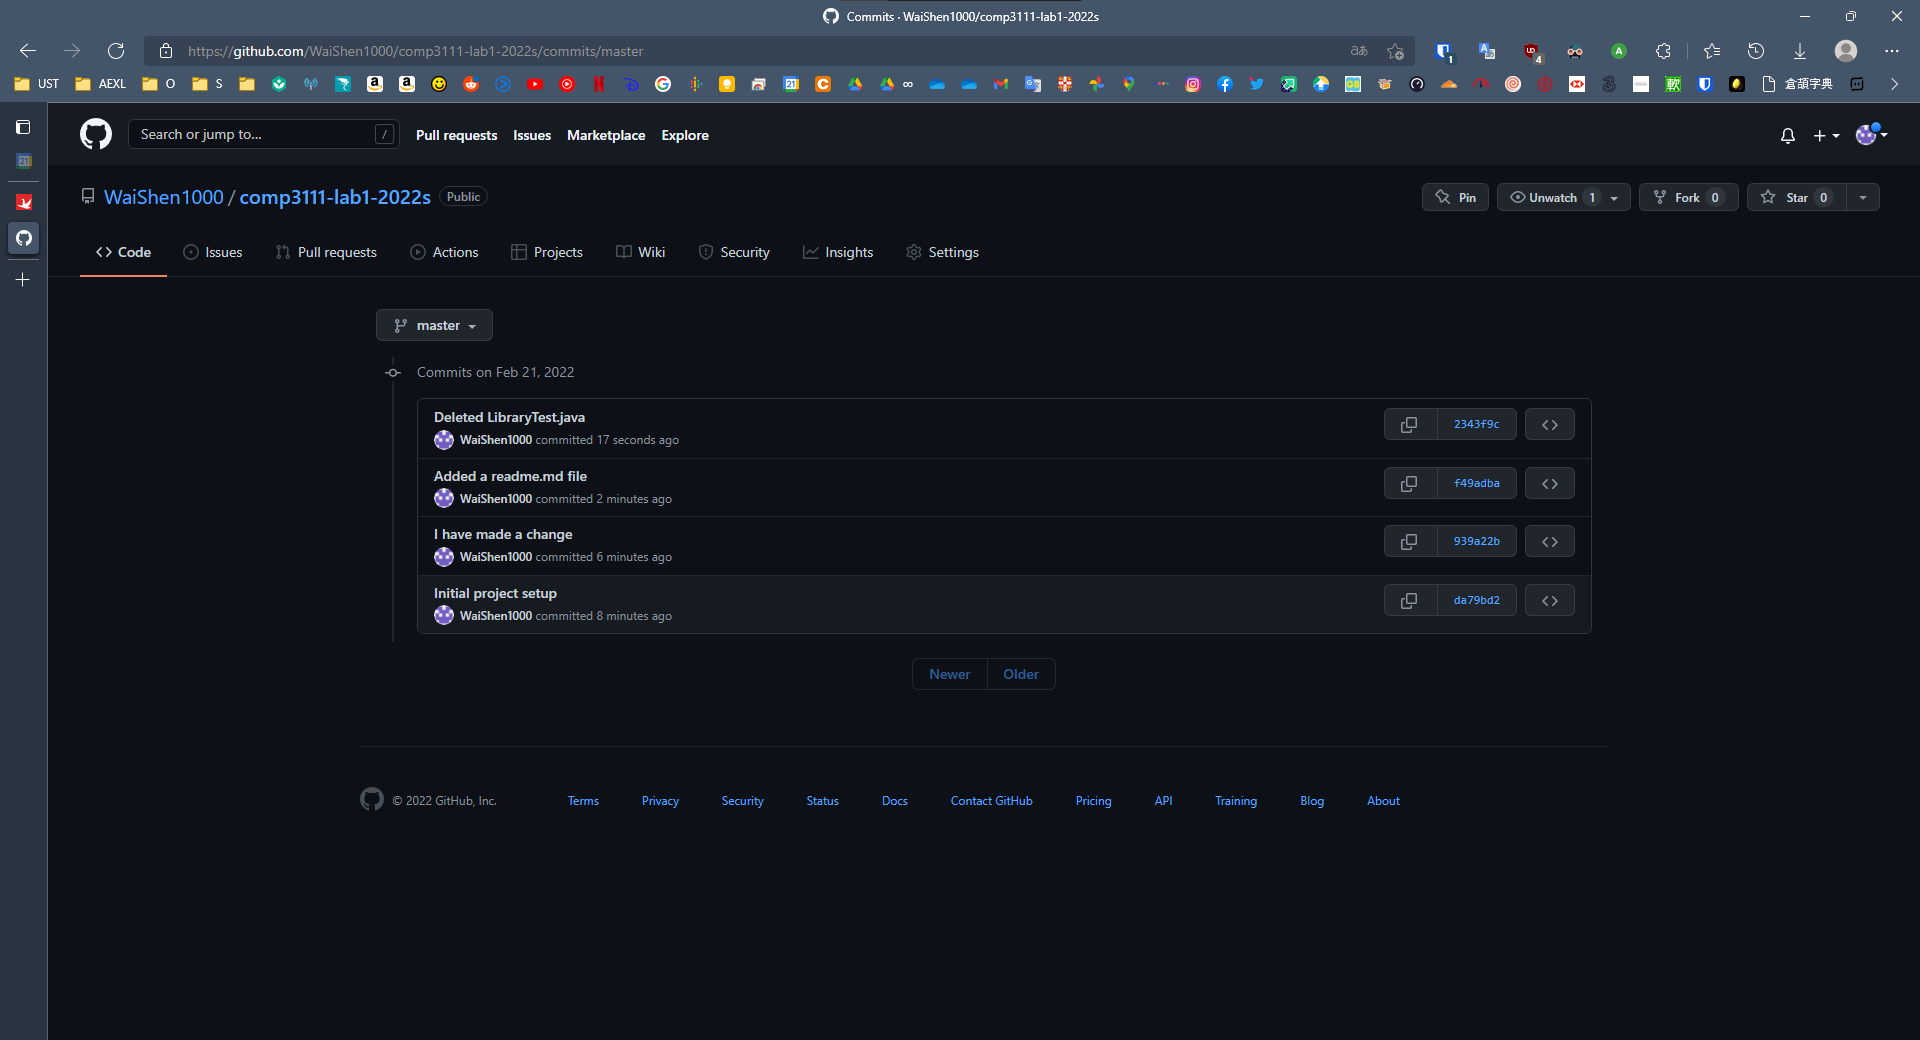 Commits · WaiShen1000/comp3111-lab1-2022s
https://github.com/WaiShen1000/comp3111-lab1-2022s/commits/master
UST AEXL O S 倉頡字典
Search or jump to... /
Pull requests Issues Marketplace Explore
WaiShen1000 / comp3111-lab1-2022s Public
Pin Unwatch 1 Fork 0 Star 0
Code Issues Pull requests Actions Projects Wiki Security Insights Settings
master
Commits on Feb 21, 2022
Deleted LibraryTest.java
WaiShen1000 committed 17 seconds ago
2343f9c
Added a readme.md file
WaiShen1000 committed 2 minutes ago
f49adba
I have made a change
WaiShen1000 committed 6 minutes ago
939a22b
Initial project setup
WaiShen1000 committed 8 minutes ago
da79bd2
Newer Older
© 2022 GitHub, Inc. Terms Privacy Security Status Docs Contact GitHub Pricing API Training Blog About